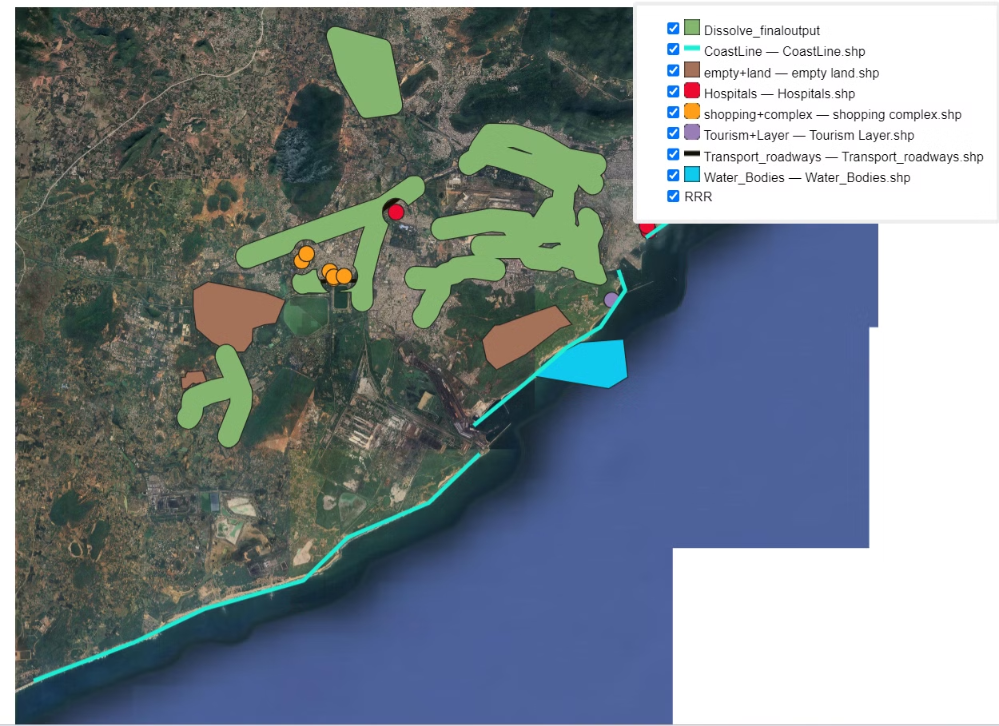 Dissolve_finaloutput
CoastLine — CoastLine.shp
empty+land — empty land.shp
Hospitals — Hospitals.shp
shopping+complex — shopping complex.shp
Tourism+Layer — Tourism Layer.shp
Transport_roadways — Transport_roadways.shp
Water_Bodies — Water_Bodies.shp
RRR